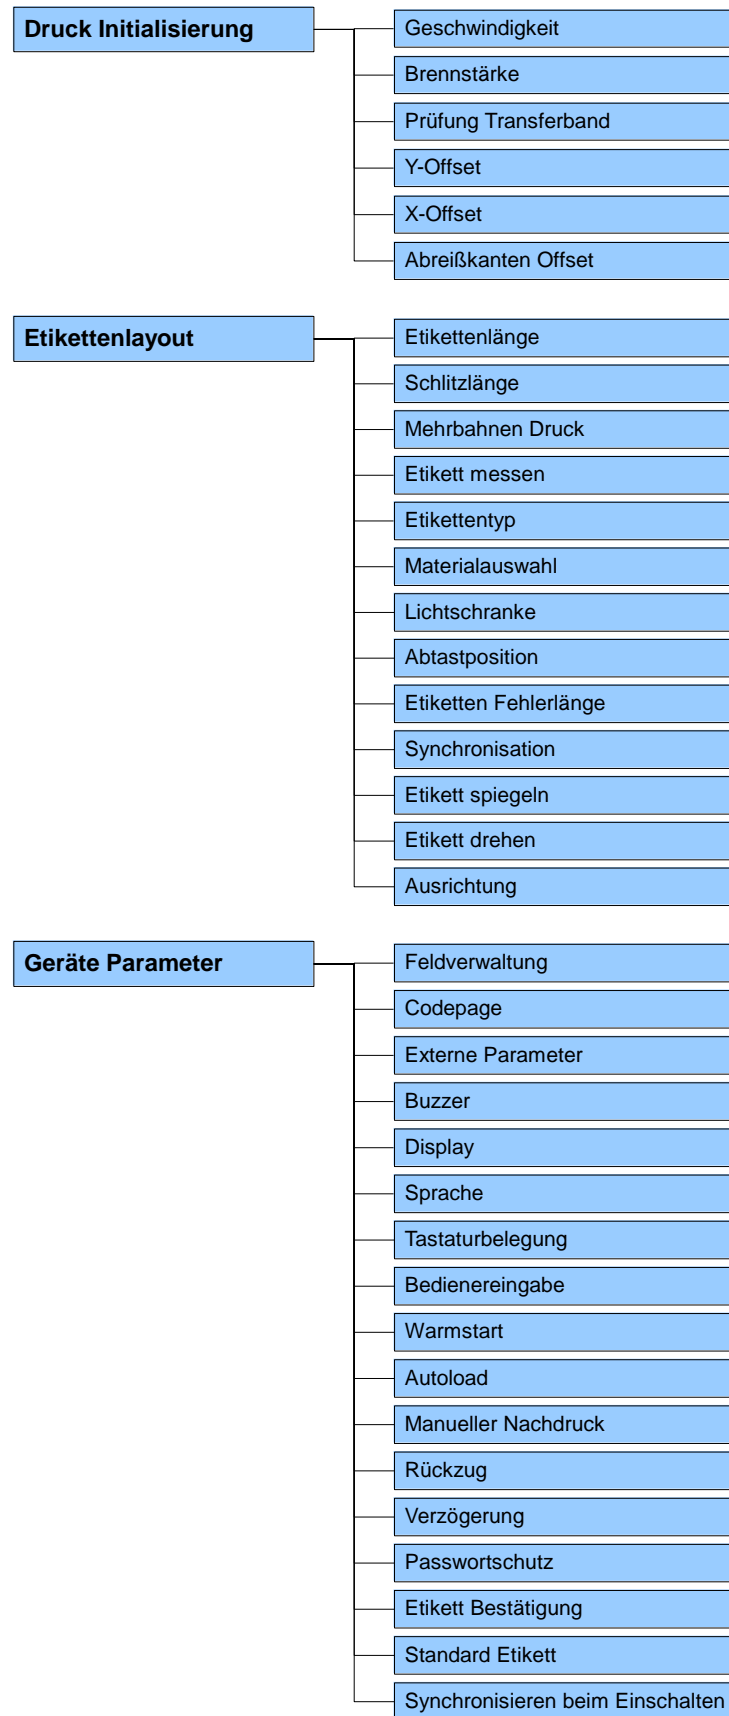 Druck Initialisierung
Geschwindigkeit
Brennstärke
Prüfung Transferband
Y-Offset
X-Offset
Abreißkanten Offset
Etikettenlayout
Etikettenlänge
Schlitzlänge
Mehrbahnen Druck
Etikett messen
Etikettentyp
Materialauswahl
Lichtschranke
Abtastposition
Etiketten Fehlerlänge
Synchronisation
Etikett spiegeln
Etikett drehen
Ausrichtung
Geräte Parameter
Feldverwaltung
Codepage
Externe Parameter
Buzzer
Display
Sprache
Tastaturbelegung
Bedienereingabe
Warmstart
Autoload
Manueller Nachdruck
Rückzug
Verzögerung
Passwortschutz
Etikett Bestätigung
Standard Etikett
Synchronisieren beim Einschalten